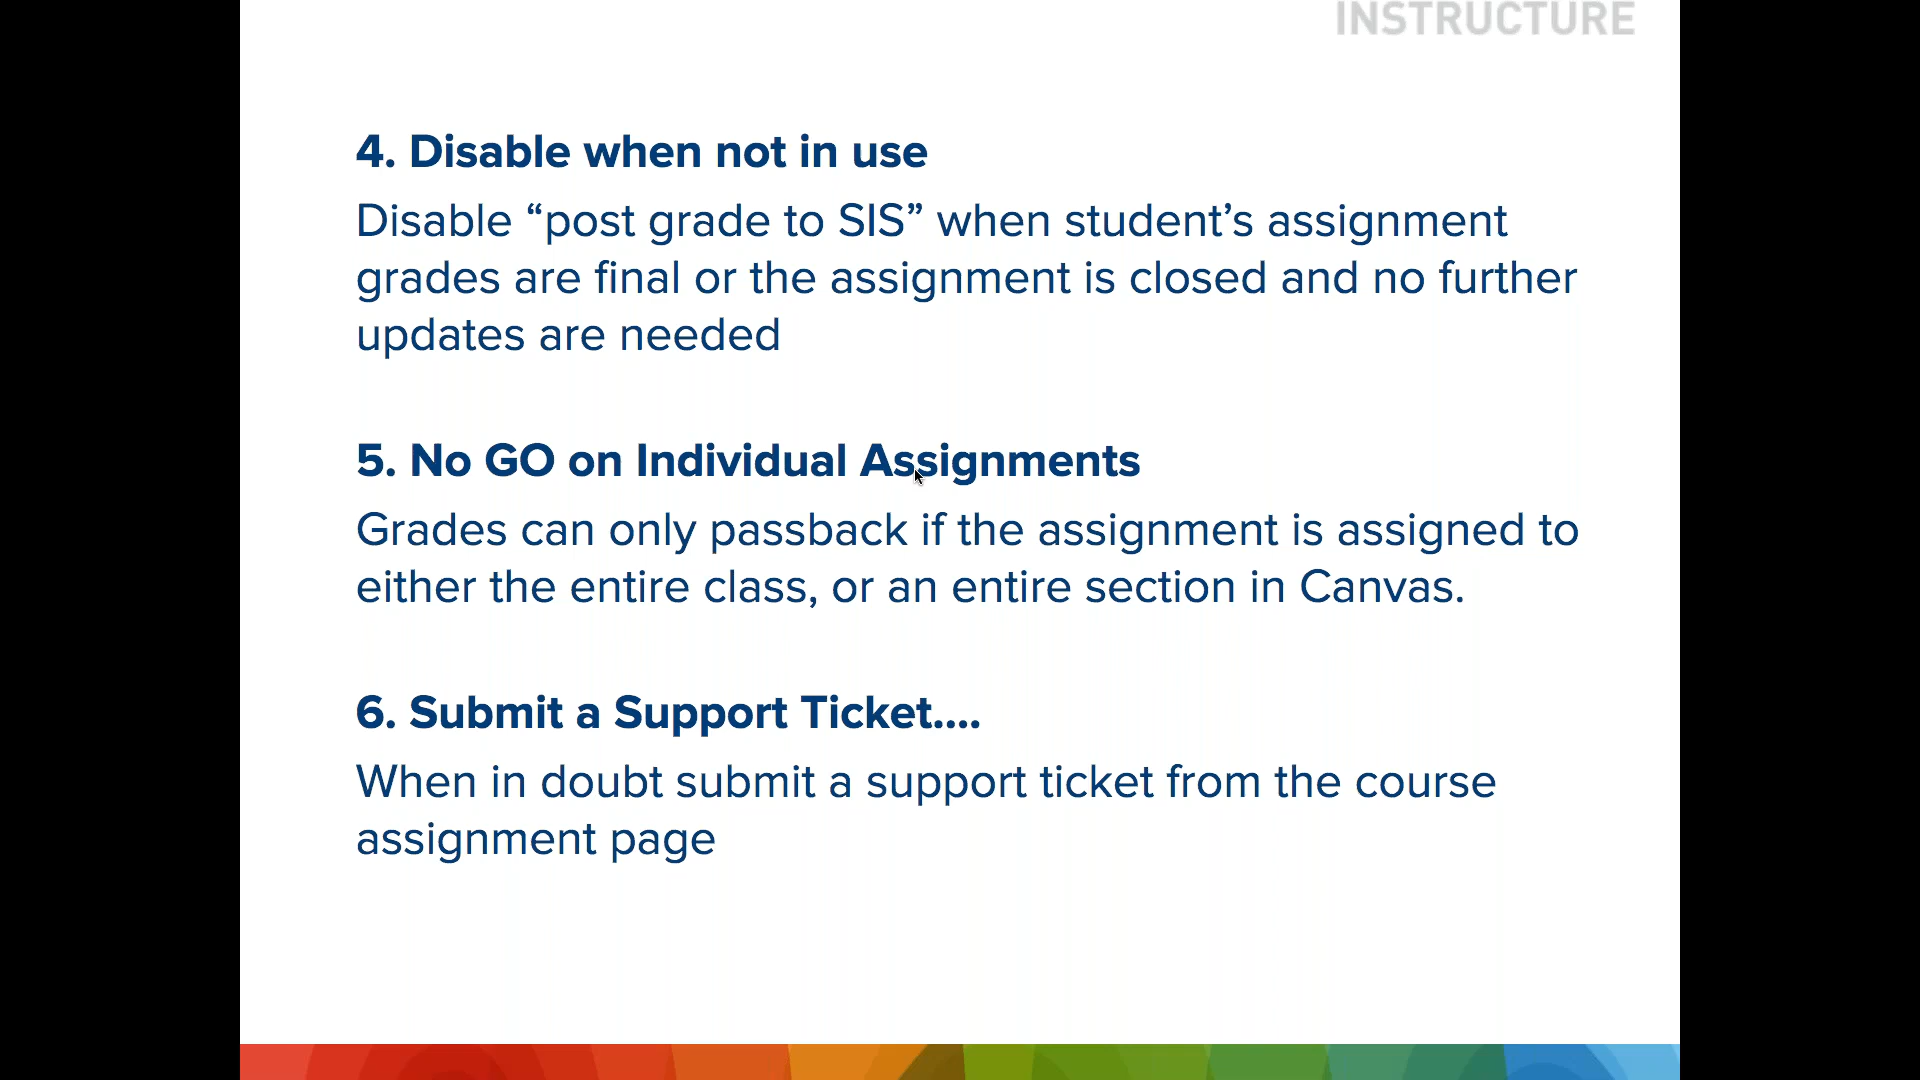 INSTRUCTURE
4. Disable when not in use
Disable “post grade to SIS” when student’s assignment
grades are final or the assignment is closed and no further
updates are needed
5. No GO on Individual Assignments
Grades can only passback if the assignment is assigned to
either the entire class, or an entire section in Canvas.
6. Submit a Support Ticket....
When in doubt submit a support ticket from the course
assignment page